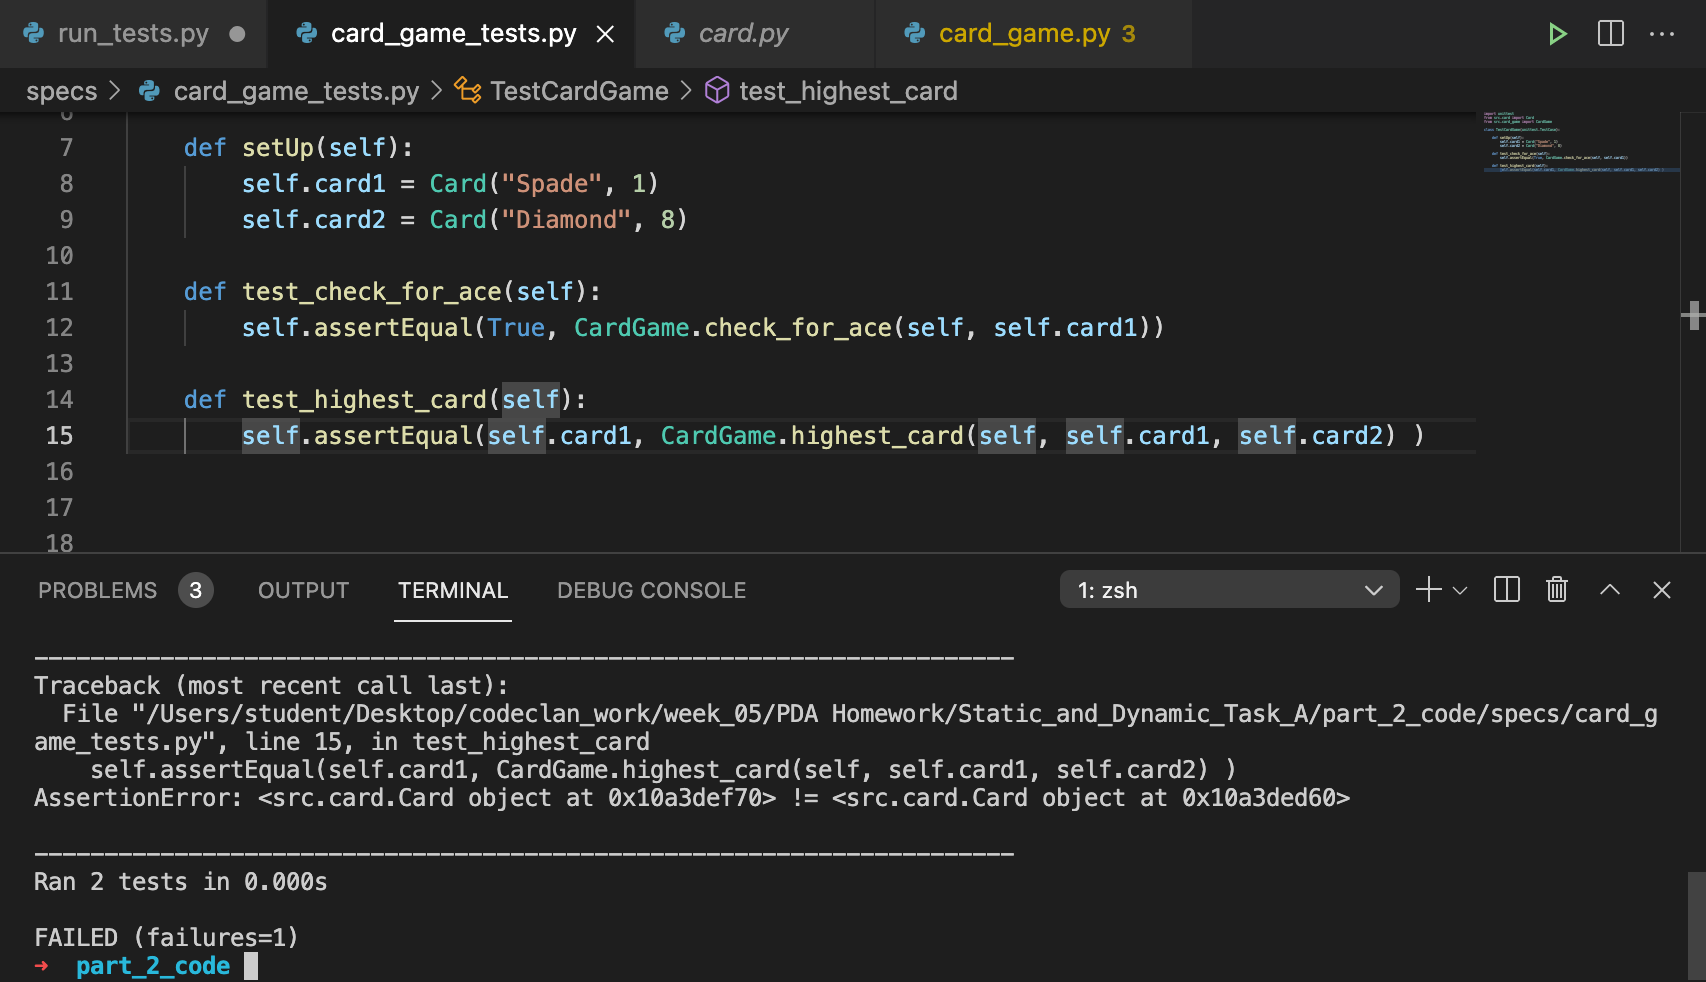 run_tests.py
card_game_tests.py
card.py
card_game.py 3
specs > card_game_tests.py > TestCardGame > test_highest_card
6
7 def setUp(self):
8 self.card1 = Card("Spade", 1)
9 self.card2 = Card("Diamond", 8)
10
11 def test_check_for_ace(self):
12 self.assertEqual(True, CardGame.check_for_ace(self, self.card1))
13
14 def test_highest_card(self):
15 self.assertEqual(self.card1, CardGame.highest_card(self, self.card1, self.card2) )
16
17
18
PROBLEMS 3 OUTPUT TERMINAL DEBUG CONSOLE 1: zsh
----------------------------------------------------------------------
Traceback (most recent call last):
File "/Users/student/Desktop/codeclan_work/week_05/PDA Homework/Static_and_Dynamic_Task_A/part_2_code/specs/card_g
ame_tests.py", line 15, in test_highest_card
self.assertEqual(self.card1, CardGame.highest_card(self, self.card1, self.card2) )
AssertionError: <src.card.Card object at 0x10a3def70> != <src.card.Card object at 0x10a3ded60>
----------------------------------------------------------------------
Ran 2 tests in 0.000s
FAILED (failures=1)
→ part_2_code